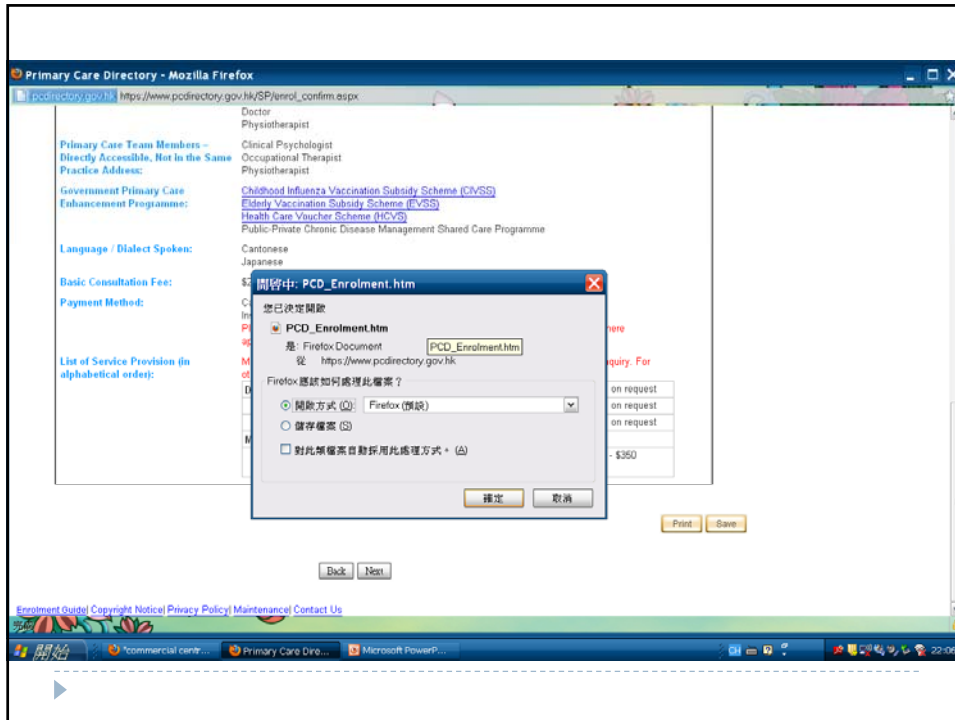 Primary Care Directory - Mozilla Firefox
pcdirectory.gov.hk https://www.pcdirectory.gov.hk/SP/enrol_confirm.aspx
Doctor
Physiotherapist
Primary Care Team Members –
Directly Accessible, Not in the Same
Practice Address:
Clinical Psychologist
Occupational Therapist
Physiotherapist
Government Primary Care
Enhancement Programme:
Childhood Influenza Vaccination Subsidy Scheme (CIVSS)
Elderly Vaccination Subsidy Scheme (EVSS)
Health Care Voucher Scheme (HCVS)
Public-Private Chronic Disease Management Shared Care Programme
Language / Dialect Spoken:
Cantonese
Japanese
Basic Consultation Fee:
Payment Method:
here
List of Service Provision (in
alphabetical order):
quiry. For
on request
on request
on request
- $350
開啓中: PCD_Enrolment.htm
您已決定開啟
PCD_Enrolment.htm
是: Firefox Document
PCD_Enrolment.htm
從 https://www.pcdirectory.gov.hk
Firefox 應該如何處理此檔案？
開啟方式 (O): Firefox (預設)
儲存檔案 (S)
對此類檔案自動採用此處理方式。(A)
確定 取消
Print Save
Back Next
Enrolment Guide| Copyright Notice| Privacy Policy| Maintenance| Contact Us
完成
開始 *commercial centr... Primary Care Dire... Microsoft PowerP... CH 22:06